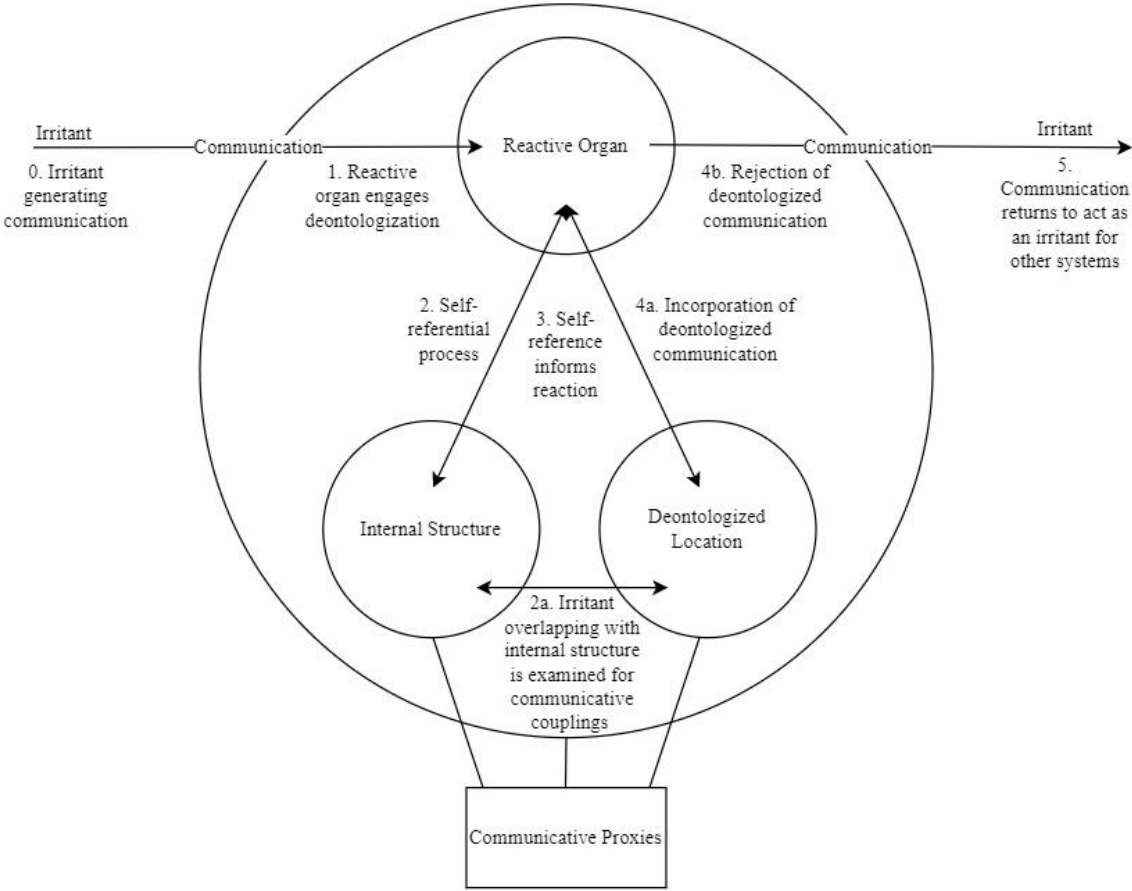 Irritant
Communication
0. Irritant
generating
communication
1. Reactive
organ engages
deontologization
Reactive Organ
4b. Rejection of
deontologized
communication
Communication
Irritant
5.
Communication
returns to act as
an irritant for
other systems
2. Self-
referential
process
3. Self-
reference
informs
reaction
4a. Incorporation of
deontologized
communication
Internal Structure
Deontologized
Location
2a. Irritant
overlapping with
internal structure
is examined for
communicative
couplings
Communicative Proxies